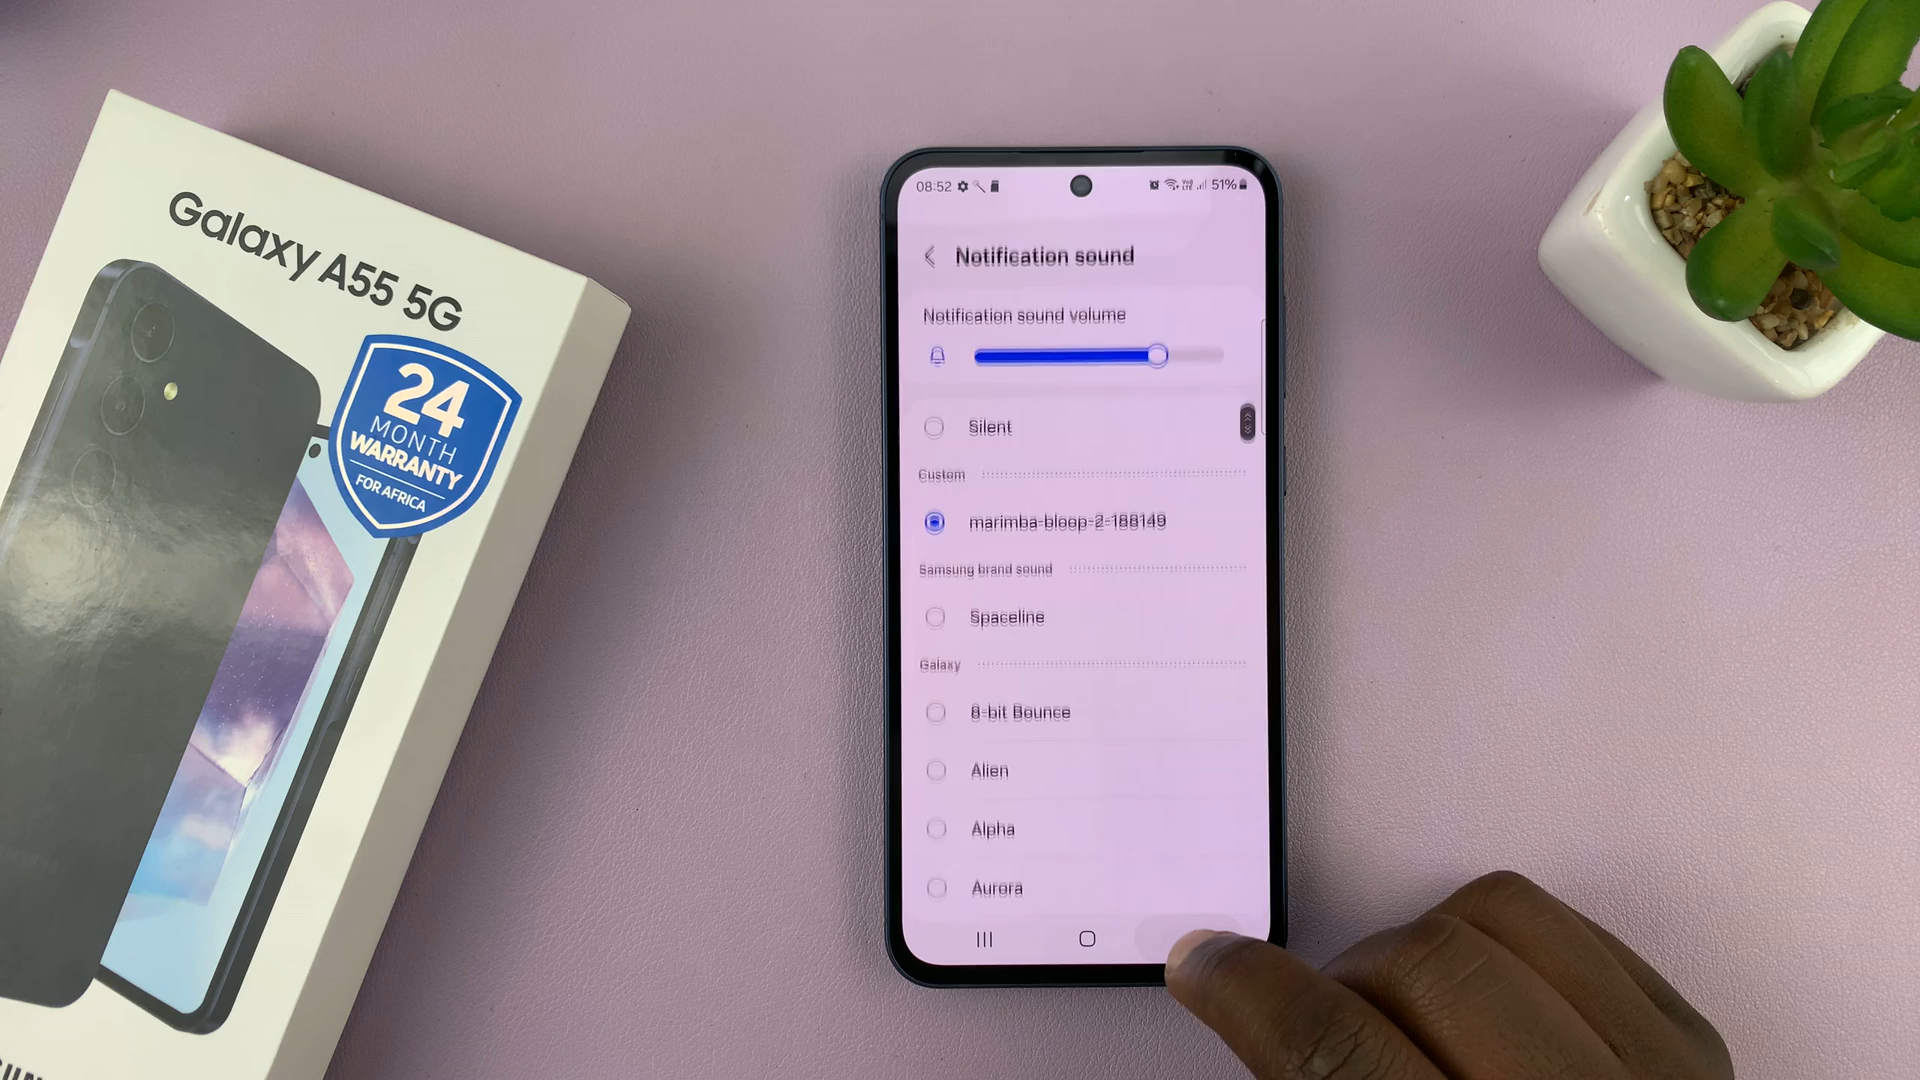 Galaxy A55 5G
24
MONTH
WARRANTY
FOR AFRICA
08:52
51%
Notification sound
Notification sound volume
Silent
Custom
marimba-bloop-2-188149
Samsung brand sound
Spaceline
Galaxy
8-bit Bounce
Alien
Alpha
Aurora